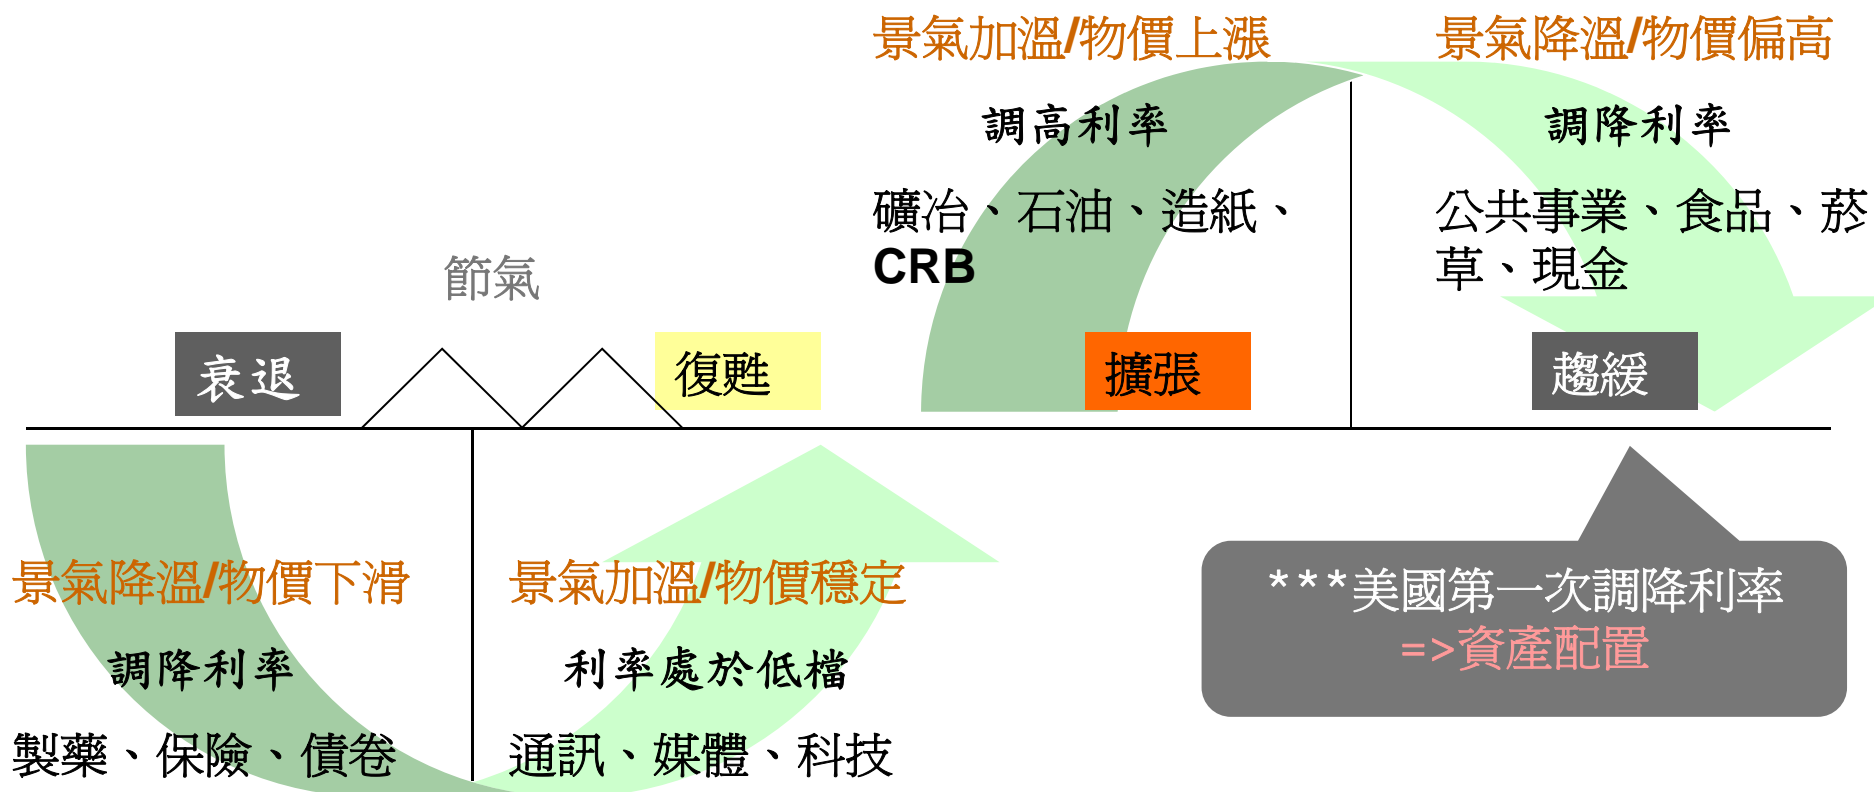 景氣加溫/物價上漲
調高利率
礦冶、石油、造紙、
CRB
景氣降溫/物價偏高
調降利率
公共事業、食品、菸
草、現金
節氣
衰退
復甦
擴張
趨緩
景氣降溫/物價下滑
調降利率
製藥、保險、債卷
景氣加溫/物價穩定
利率處於低檔
通訊、媒體、科技
***美國第一次調降利率
=>資產配置